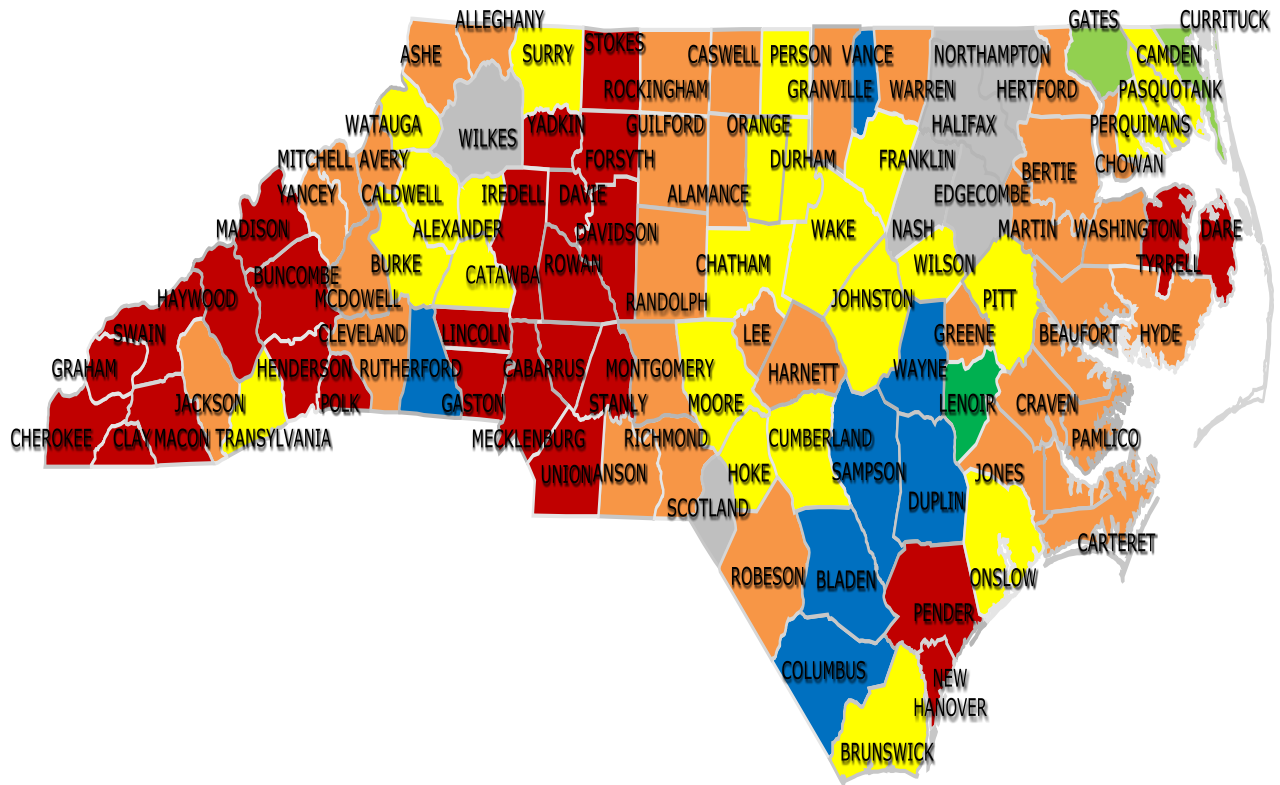 ALLEGHANY
GATES
CURRITUCK
ASHE
SURRY
STOKES
CASWELL
PERSON
VANCE
NORTHAMPTON
CAMDEN
ROCKINGHAM
GRANVILLE
WARREN
HERTFORD
PASQUOTANK
WATAUGA
WILKES
YADKIN
GUILFORD
ORANGE
HALIFAX
PERQUIMANS
MITCHELL
AVERY
FORSYTH
DURHAM
FRANKLIN
BERTIE
CHOWAN
YANCEY
CALDWELL
IREDELL
DAVIE
ALAMANCE
EDGECOMBE
MADISON
ALEXANDER
DAVIDSON
WAKE
NASH
MARTIN
WASHINGTON
DARE
BUNCOMBE
BURKE
CATAWBA
ROWAN
CHATHAM
WILSON
TYRRELL
HAYWOOD
MCDOWELL
RANDOLPH
JOHNSTON
PITT
SWAIN
CLEVELAND
LINCOLN
LEE
GREENE
BEAUFORT
HYDE
GRAHAM
HENDERSON
RUTHERFORD
CABARRUS
MONTGOMERY
HARNETT
WAYNE
JACKSON
POLK
GASTON
STANLY
MOORE
LENOIR
CRAVEN
CHEROKEE
CLAY
MACON
TRANSYLVANIA
MECKLENBURG
RICHMOND
CUMBERLAND
PAMLICO
UNION
ANSON
HOKE
SAMPSON
JONES
SCOTLAND
DUPLIN
CARTERET
ROBESON
BLADEN
ONSLOW
PENDER
COLUMBUS
NEW
HANOVER
BRUNSWICK